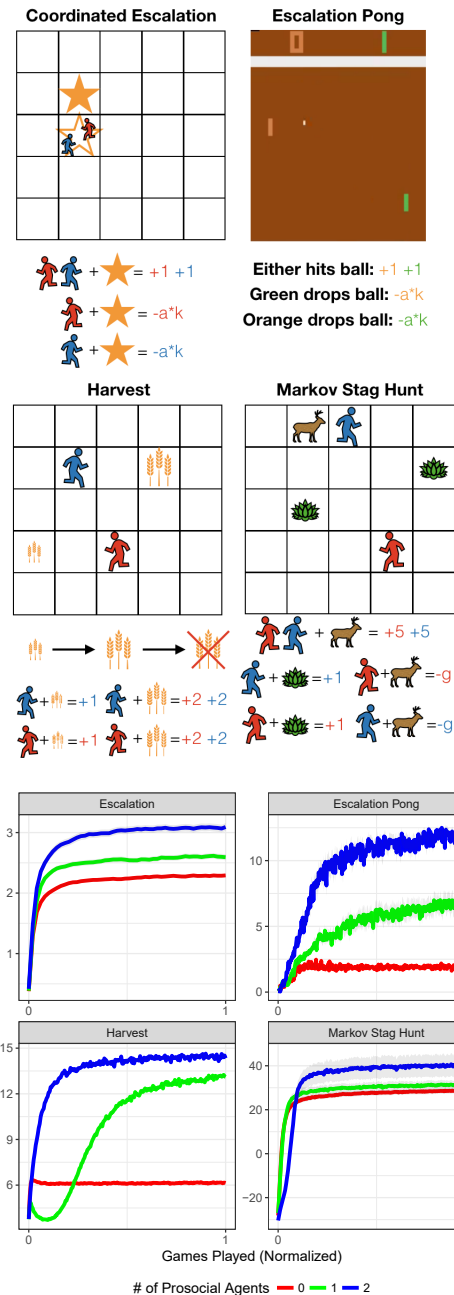 Coordinated Escalation
Escalation Pong
+ = +1 +1
+ = -a*k
+ = -a*k
Either hits ball: +1 +1
Green drops ball: -a*k
Orange drops ball: -a*k
Harvest
Markov Stag Hunt
+ =+1 + =+2 +2
+ =+1 + =+2 +2
+ = +5 +5
+ =+1 + =-g
+ =+1 + =-g
Escalation
3
2
1
0
1
Escalation Pong
10
5
0
0
Harvest
15
12
9
6
0
1
Markov Stag Hunt
40
20
0
−20
0
Games Played (Normalized)
# of Prosocial Agents 0 1 2